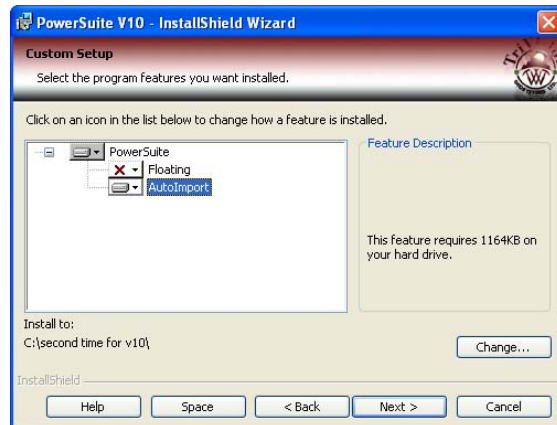 PowerSuite V10 - InstallShield Wizard
Custom Setup
Select the program features you want installed.
Click on an icon in the list below to change how a feature is installed.
PowerSuite
Floating
AutoImport
Feature Description
This feature requires 1164KB on
your hard drive.
Install to:
C:\second time for v10\
Change...
InstallShield
Help
Space
< Back
Next >
Cancel